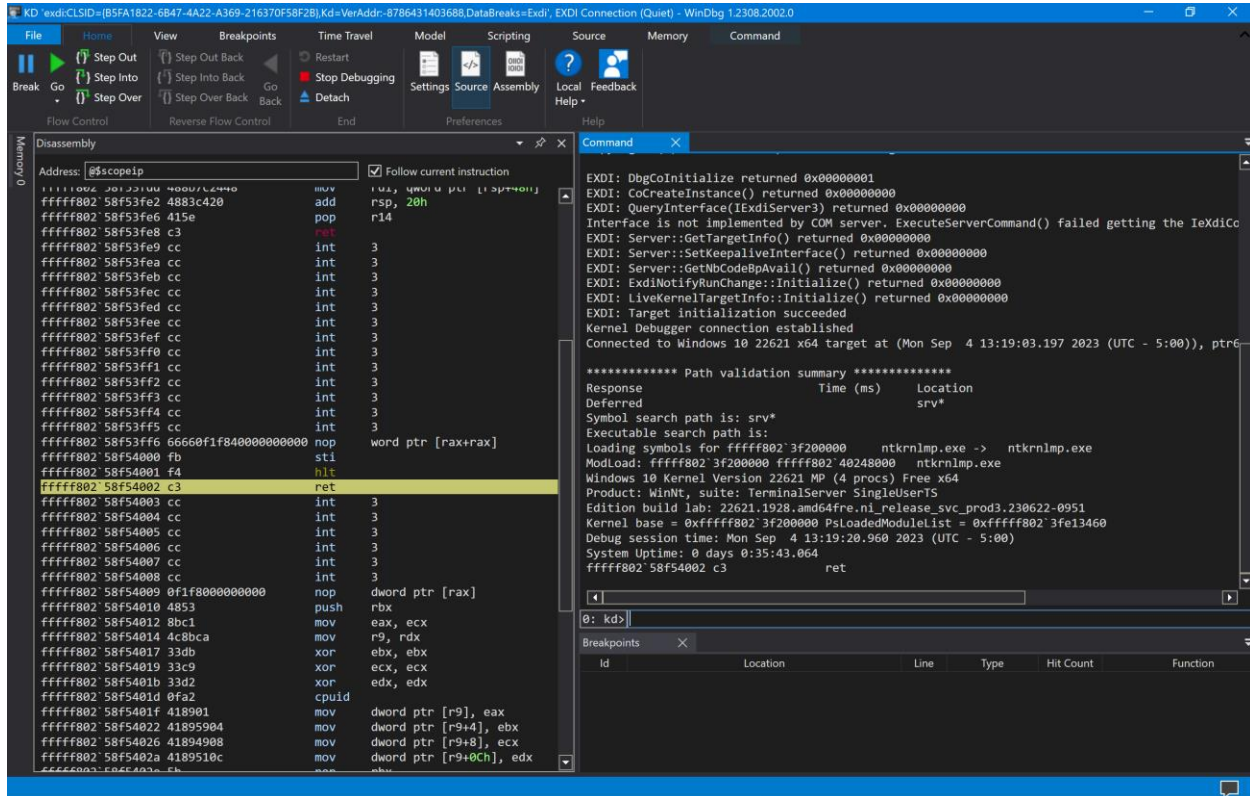 KD 'exdi:CLSID={B5FA1822-6B47-4A22-A369-216370F58F2B},Kd=VerAddr:-8786431403688,DataBreaks=Exdi', EXDI Connection (Quiet) - WinDbg 1.2308.2002.0
File Home View Breakpoints Time Travel Model Scripting Source Memory Command
Break
Go
Step Out
Step Into
Step Over
Flow Control
Step Out Back
Step Into Back
Step Over Back
Go Back
Reverse Flow Control
Restart
Stop Debugging
Detach
End
Settings Source Assembly
Preferences
Local Help
Feedback
Help
Memory 0
Disassembly
Address: @$scopeip
Follow current instruction
fffff802`58f53fe2 4883c420 add rsp, 20h
fffff802`58f53fe6 415e pop r14
fffff802`58f53fe8 c3 ret
fffff802`58f53fe9 cc int 3
fffff802`58f53fea cc int 3
fffff802`58f53feb cc int 3
fffff802`58f53fec cc int 3
fffff802`58f53fed cc int 3
fffff802`58f53fee cc int 3
fffff802`58f53fef cc int 3
fffff802`58f53ff0 cc int 3
fffff802`58f53ff1 cc int 3
fffff802`58f53ff2 cc int 3
fffff802`58f53ff3 cc int 3
fffff802`58f53ff4 cc int 3
fffff802`58f53ff5 cc int 3
fffff802`58f53ff6 66660f1f840000000000 nop word ptr [rax+rax]
fffff802`58f54000 fb sti
fffff802`58f54001 f4 hlt
fffff802`58f54002 c3 ret
fffff802`58f54003 cc int 3
fffff802`58f54004 cc int 3
fffff802`58f54005 cc int 3
fffff802`58f54006 cc int 3
fffff802`58f54007 cc int 3
fffff802`58f54008 cc int 3
fffff802`58f54009 0f1f8000000000 nop dword ptr [rax]
fffff802`58f54010 4853 push rbx
fffff802`58f54012 8bc1 mov eax, ecx
fffff802`58f54014 4c8bca mov r9, rdx
fffff802`58f54017 33db xor ebx, ebx
fffff802`58f54019 33c9 xor ecx, ecx
fffff802`58f5401b 33d2 xor edx, edx
fffff802`58f5401d 0fa2 cpuid
fffff802`58f5401f 418901 mov dword ptr [r9], eax
fffff802`58f54022 41895904 mov dword ptr [r9+4], ebx
fffff802`58f54026 41894908 mov dword ptr [r9+8], ecx
fffff802`58f5402a 4189510c mov dword ptr [r9+0Ch], edx
Command
EXDI: DbgCoInitialize returned 0x00000001
EXDI: CoCreateInstance() returned 0x00000000
EXDI: QueryInterface(IExdiServer3) returned 0x00000000
Interface is not implemented by COM server. ExecuteServerCommand() failed getting the IeXdiCo
EXDI: Server::GetTargetInfo() returned 0x00000000
EXDI: Server::SetKeepaliveInterface() returned 0x00000000
EXDI: Server::GetNbCodeBpAvail() returned 0x00000000
EXDI: ExdiNotifyRunChange::Initialize() returned 0x00000000
EXDI: LiveKernelTargetInfo::Initialize() returned 0x00000000
EXDI: Target initialization succeeded
Kernel Debugger connection established
Connected to Windows 10 22621 x64 target at (Mon Sep  4 13:19:03.197 2023 (UTC - 5:00)), ptr6
************* Path validation summary **************
Response Time (ms) Location
Deferred srv*
Symbol search path is: srv*
Executable search path is:
Loading symbols for fffff802`3f200000 ntkrnlmp.exe -> ntkrnlmp.exe
ModLoad: fffff802`3f200000 fffff802`40248000 ntkrnlmp.exe
Windows 10 Kernel Version 22621 MP (4 procs) Free x64
Product: WinNt, suite: TerminalServer SingleUserTS
Edition build lab: 22621.1928.amd64fre.ni_release_svc_prod3.230622-0951
Kernel base = 0xfffff802`3f200000 PsLoadedModuleList = 0xfffff802`3fe13460
Debug session time: Mon Sep  4 13:19:20.960 2023 (UTC - 5:00)
System Uptime: 0 days 0:35:43.064
fffff802`58f54002 c3 ret
0: kd>
Breakpoints
Id Location Line Type Hit Count Function